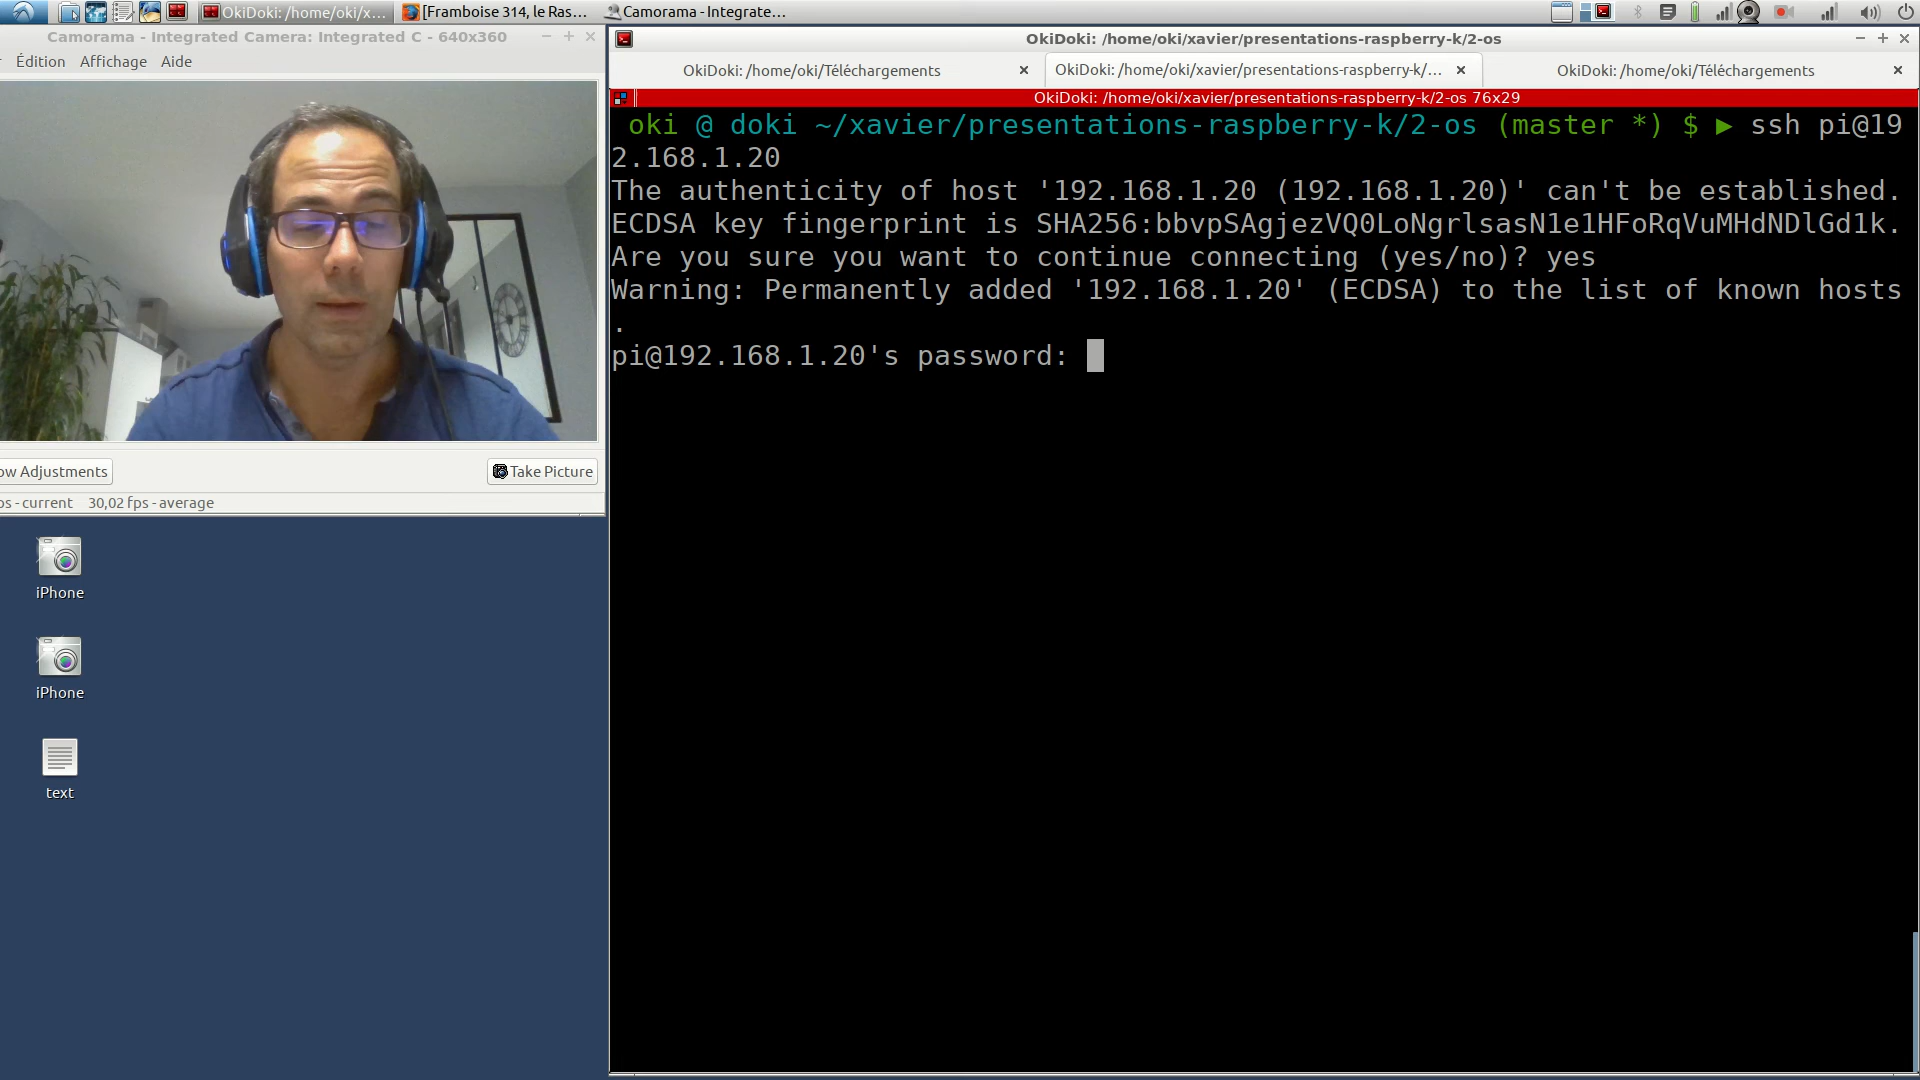 OkiDoki: /home/oki/x...
[Framboise 314, le Ras...
Camorama - Integrate...
Camorama - Integrated Camera: Integrated C - 640x360
Édition Affichage Aide
ow Adjustments
Take Picture
ps - current 30,02 fps - average
iPhone
iPhone
text
OkiDoki: /home/oki/xavier/presentations-raspberry-k/2-os
OkiDoki: /home/oki/Téléchargements
OkiDoki: /home/oki/xavier/presentations-raspberry-k/...
OkiDoki: /home/oki/Téléchargements
OkiDoki: /home/oki/xavier/presentations-raspberry-k/2-os 76x29
oki @ doki ~/xavier/presentations-raspberry-k/2-os (master *) $ ► ssh pi@19
2.168.1.20
The authenticity of host '192.168.1.20 (192.168.1.20)' can't be established.
ECDSA key fingerprint is SHA256:bbvpSAgjezVQ0LoNgrlsasN1e1HFoRqVuMHdNDlGd1k.
Are you sure you want to continue connecting (yes/no)? yes
Warning: Permanently added '192.168.1.20' (ECDSA) to the list of known hosts
.
pi@192.168.1.20's password: